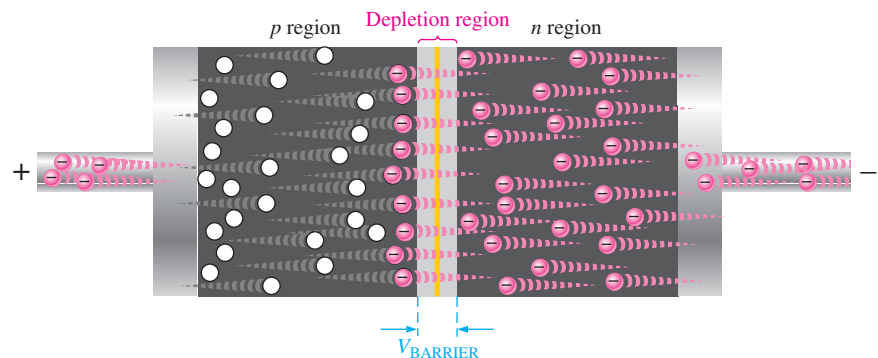 Depletion region
p region
n region
+
−
V_BARRIER